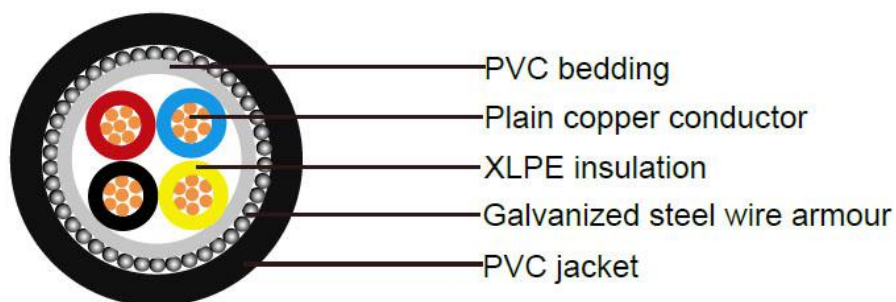 PVC bedding
Plain copper conductor
XLPE insulation
Galvanized steel wire armour
PVC jacket